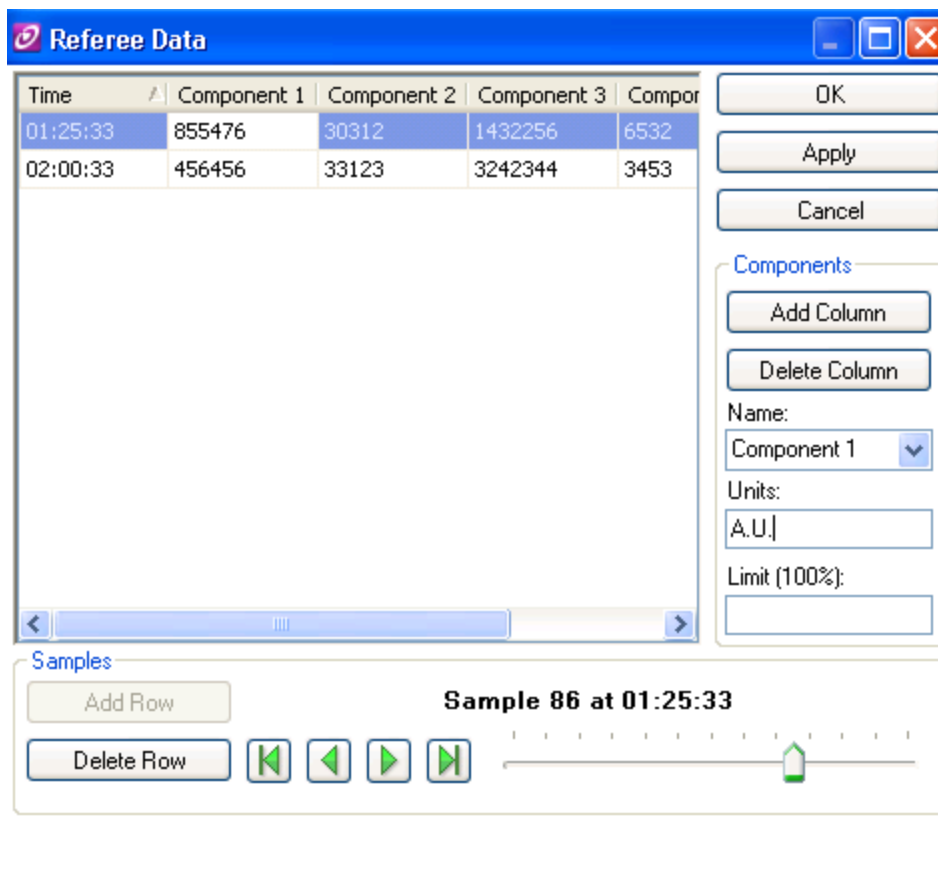 Referee Data
Time Component 1 Component 2 Component 3 Compor
01:25:33 855476 30312 1432256 6532
02:00:33 456456 33123 3242344 3453
OK
Apply
Cancel
Components
Add Column
Delete Column
Name:
Component 1
Units:
A.U.
Limit (100%):
Samples
Add Row
Sample 86 at 01:25:33
Delete Row